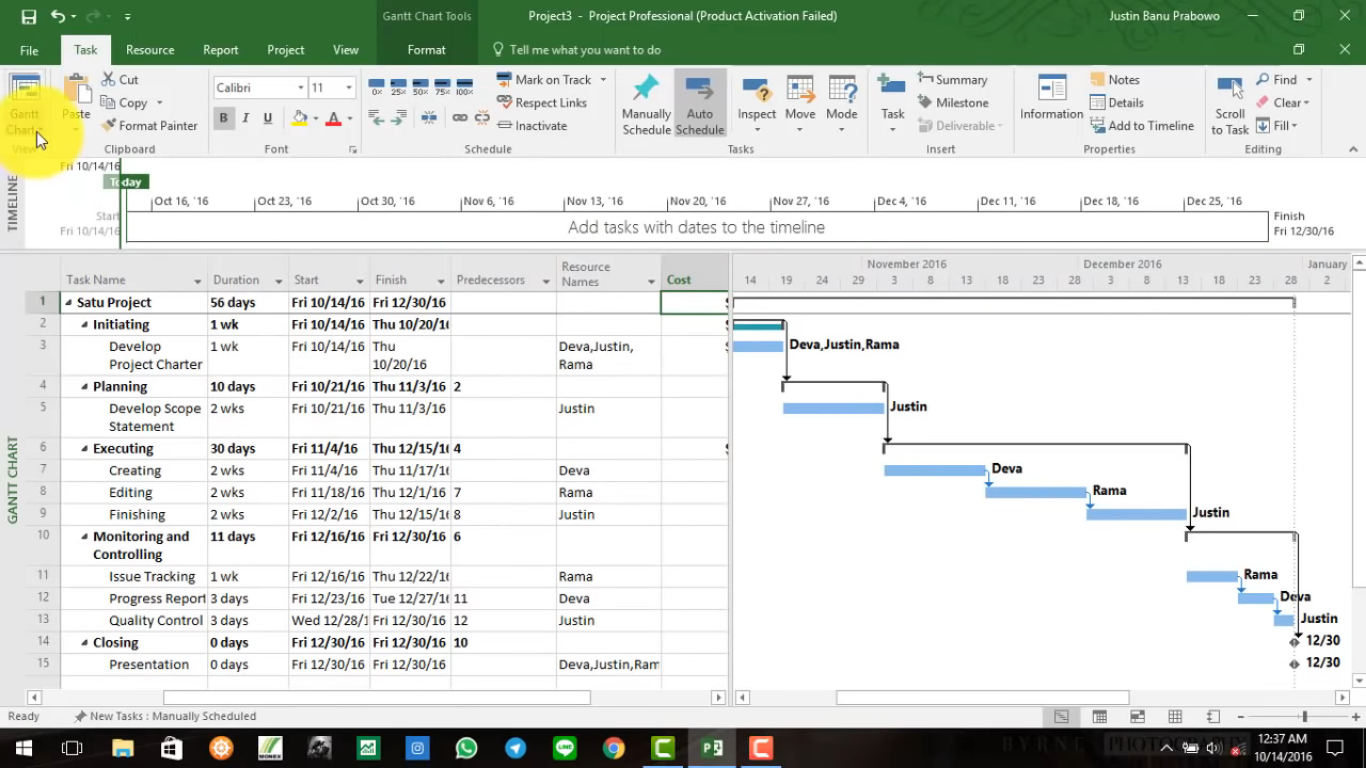 Gantt Chart Tools
Project3 - Project Professional (Product Activation Failed)
Justin Banu Prabowo
File
Task
Resource
Report
Project
View
Format
Tell me what you want to do
Gantt
Chart
View
Paste
Cut
Copy
Format Painter
Clipboard
Calibri
11
B I U
A
Font
0% 25% 50% 75% 100%
Mark on Track
Respect Links
Inactivate
Schedule
Manually
Schedule
Auto
Schedule
Inspect
Move
Mode
Tasks
Task
Summary
Milestone
Deliverable
Insert
Information
Notes
Details
Add to Timeline
Properties
Scroll
to Task
Find
Clear
Fill
Editing
TIMELINE
Fri 10/14/16
Today
Start
Fri 10/14/16
Oct 16, '16
Oct 23, '16
Oct 30, '16
Nov 6, '16
Nov 13, '16
Nov 20, '16
Nov 27, '16
Dec 4, '16
Dec 11, '16
Dec 18, '16
Dec 25, '16
Add tasks with dates to the timeline
Finish
Fri 12/30/16
GANTT CHART
Task Name Duration Start Finish Predecessors Resource Names Cost
1 Satu Project 56 days Fri 10/14/16 Fri 12/30/16
2 Initiating 1 wk Fri 10/14/16 Thu 10/20/16
3 Develop Project Charter 1 wk Fri 10/14/16 Thu 10/20/16 Deva,Justin,Rama
4 Planning 10 days Fri 10/21/16 Thu 11/3/16 2
5 Develop Scope Statement 2 wks Fri 10/21/16 Thu 11/3/16 Justin
6 Executing 30 days Fri 11/4/16 Thu 12/15/16 4
7 Creating 2 wks Fri 11/4/16 Thu 11/17/16 Deva
8 Editing 2 wks Fri 11/18/16 Thu 12/1/16 7 Rama
9 Finishing 2 wks Fri 12/2/16 Thu 12/15/16 8 Justin
10 Monitoring and Controlling 11 days Fri 12/16/16 Fri 12/30/16 6
11 Issue Tracking 1 wk Fri 12/16/16 Thu 12/22/16 Rama
12 Progress Report 3 days Fri 12/23/16 Tue 12/27/16 11 Deva
13 Quality Control 3 days Wed 12/28/1 Fri 12/30/16 12 Justin
14 Closing 0 days Fri 12/30/16 Fri 12/30/16 10
15 Presentation 0 days Fri 12/30/16 Fri 12/30/16 Deva,Justin,Ram
November 2016 December 2016 January
14 19 24 29 3 8 13 18 23 28 3 8 13 18 23 28 2
Deva,Justin,Rama
Justin
Deva
Rama
Justin
Rama
Deva
Justin
12/30
12/30
Ready
New Tasks : Manually Scheduled
12:37 AM
10/14/2016